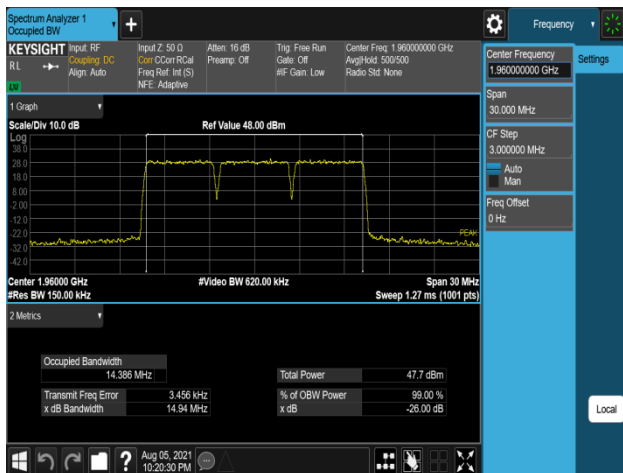 Spectrum Analyzer 1
Occupied BW
Frequency
KEYSIGHT
RL
Input: RF
Coupling: DC
Align: Auto
Input Z: 50 Ω
Corr CCorr RCal
Freq Ref: Int (S)
NFE: Adaptive
Atten: 16 dB
Preamp: Off
Trig: Free Run
Gate: Off
#IF Gain: Low
Center Freq: 1.960000000 GHz
Avg|Hold: 500/500
Radio Std: None
Center Frequency
1.960000000 GHz
Settings
Span
30.000 MHz
CF Step
3.000000 MHz
Auto
Man
Freq Offset
0 Hz
Local
1 Graph
Scale/Div 10.0 dB
Ref Value 48.00 dBm
Log
38.0
28.0
18.0
8.00
-2.00
-12.0
-22.0
-32.0
-42.0
PEAK
Center 1.96000 GHz
#Video BW 620.00 kHz
Span 30 MHz
#Res BW 150.00 kHz
Sweep 1.27 ms (1001 pts)
2 Metrics
Occupied Bandwidth
14.386 MHz
Total Power
47.7 dBm
Transmit Freq Error
3.456 kHz
% of OBW Power
99.00 %
x dB Bandwidth
14.94 MHz
x dB
-26.00 dB
?
Aug 05, 2021
10:20:30 PM